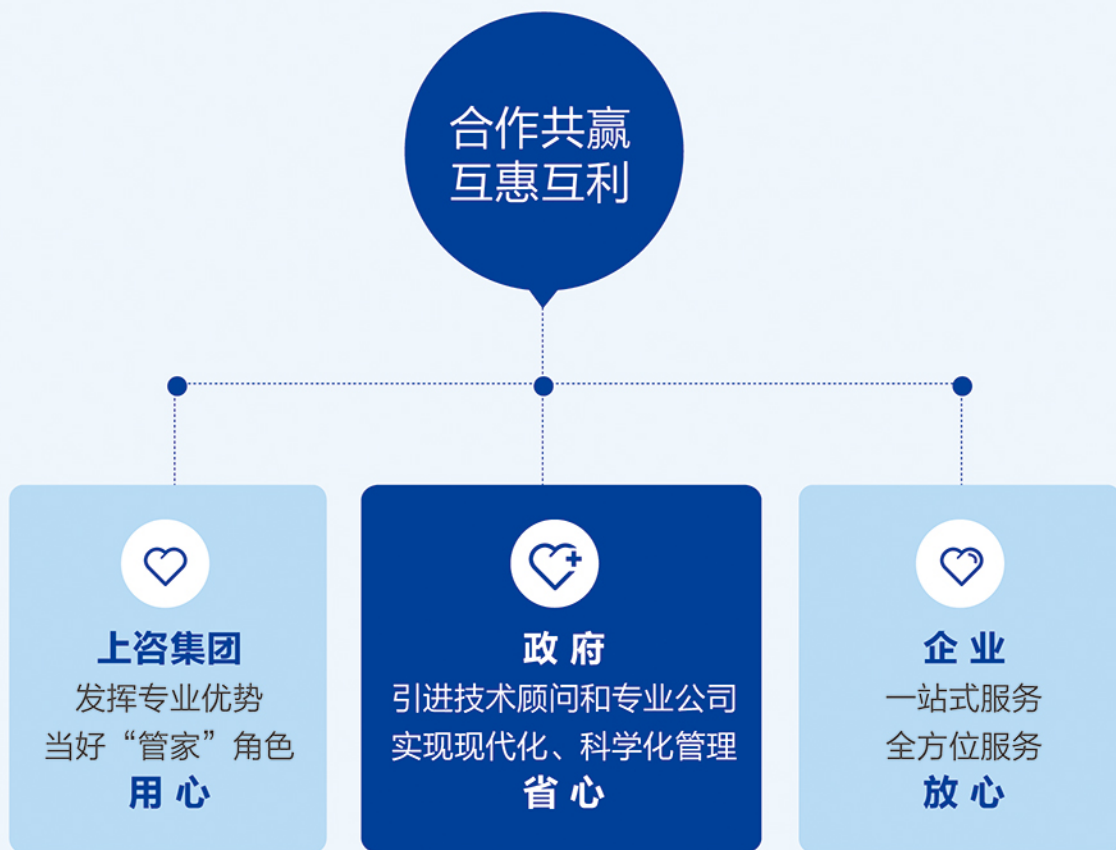 合作共赢
互惠互利
上咨集团
发挥专业优势
当好“管家”角色
用心
政府
引进技术顾问和专业公司
实现现代化、科学化管理
省心
企业
一站式服务
全方位服务
放心